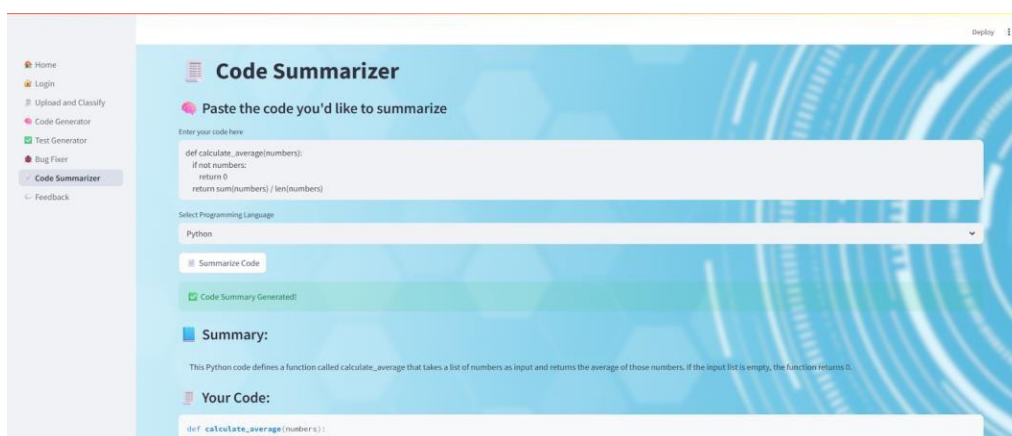 Deploy
Home
Login
Upload and Classify
Code Generator
Test Generator
Bug Fixer
Code Summarizer
Feedback
Code Summarizer
Paste the code you'd like to summarize
Enter your code here
def calculate_average(numbers):
if not numbers:
return 0
return sum(numbers) / len(numbers)
Select Programming Language
Python
Summarize Code
Code Summary Generated!
Summary:
This Python code defines a function called calculate_average that takes a list of numbers as input and returns the average of those numbers. If the input list is empty, the function returns 0.
Your Code:
def calculate_average(numbers):